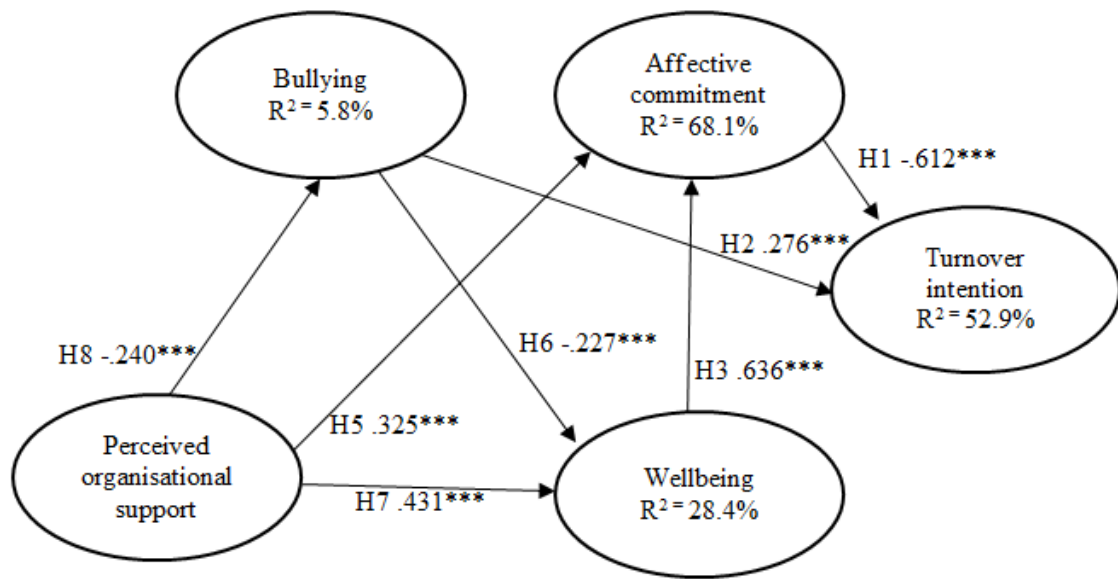 Bullying
R² = 5.8%
Affective
commitment
R² = 68.1%
H1 -.612***
H2 .276***
Turnover
intention
R² = 52.9%
H8 -.240***
H6 -.227***
H3 .636***
H5 .325***
Perceived
organisational
support
H7 .431***
Wellbeing
R² = 28.4%